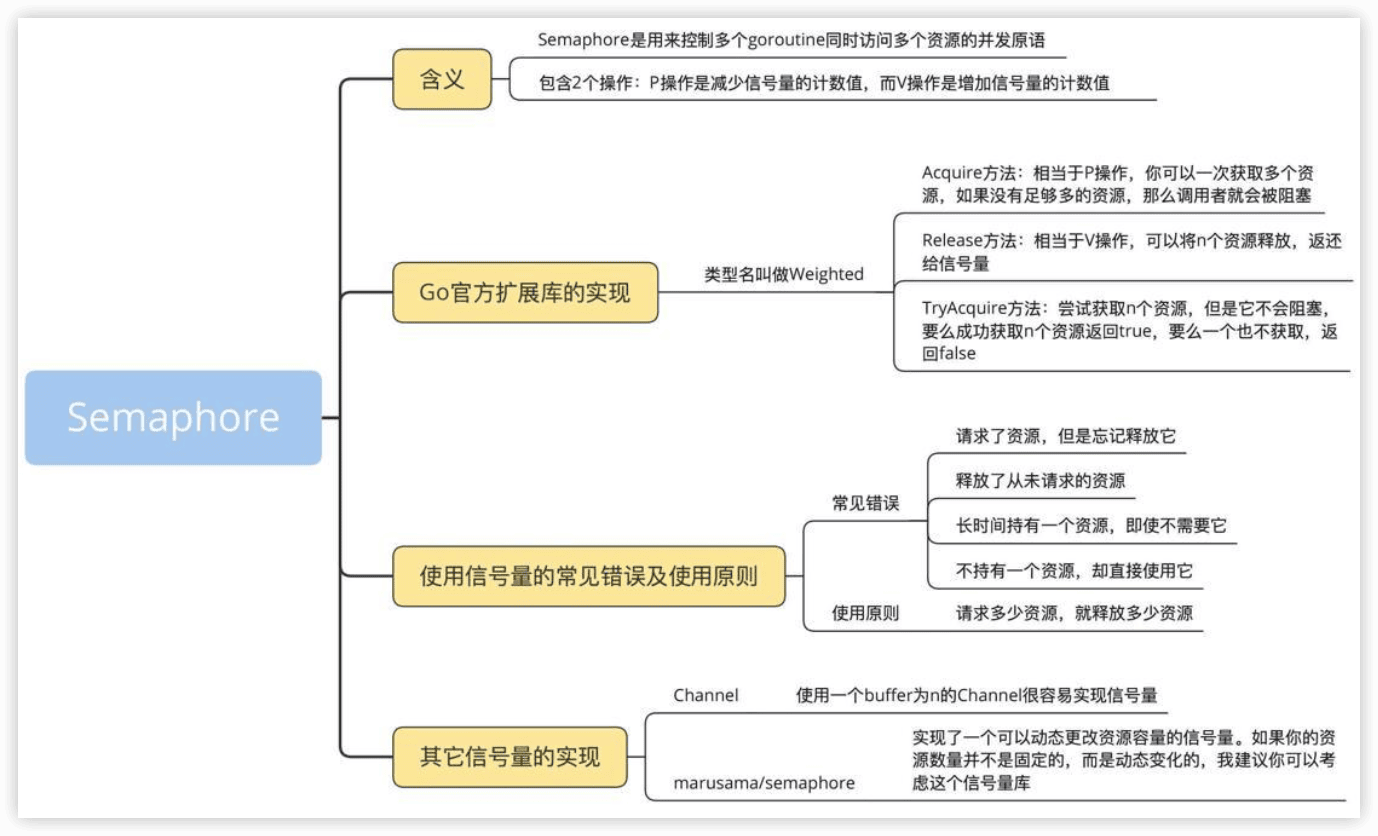 Semaphore
含义
Semaphore是用来控制多个goroutine同时访问多个资源的并发原语
包含2个操作：P操作是减少信号量的计数值，而V操作是增加信号量的计数值
Go官方扩展库的实现
类型名叫做Weighted
Acquire方法：相当于P操作，你可以一次获取多个资
源，如果没有足够多的资源，那么调用者就会被阻塞
Release方法：相当于V操作，可以将n个资源释放，返还
给信号量
TryAcquire方法：尝试获取n个资源，但是它不会阻塞，
要么成功获取n个资源返回true，要么一个也不获取，返
回false
使用信号量的常见错误及使用原则
常见错误
请求了资源，但是忘记释放它
释放了从未请求的资源
长时间持有一个资源，即使不需要它
不持有一个资源，却直接使用它
使用原则
请求多少资源，就释放多少资源
其它信号量的实现
Channel
使用一个buffer为n的Channel很容易实现信号量
marusama/semaphore
实现了一个可以动态更改资源容量的信号量。如果你的资
源数量并不是固定的，而是动态变化的，我建议你可以考
虑这个信号量库